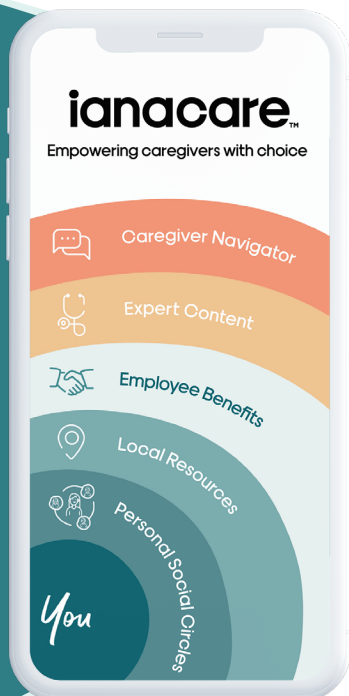 ianacare™
Empowering caregivers with choice
Caregiver Navigator
Expert Content
Employee Benefits
Local Resources
Personal Social Circles
You